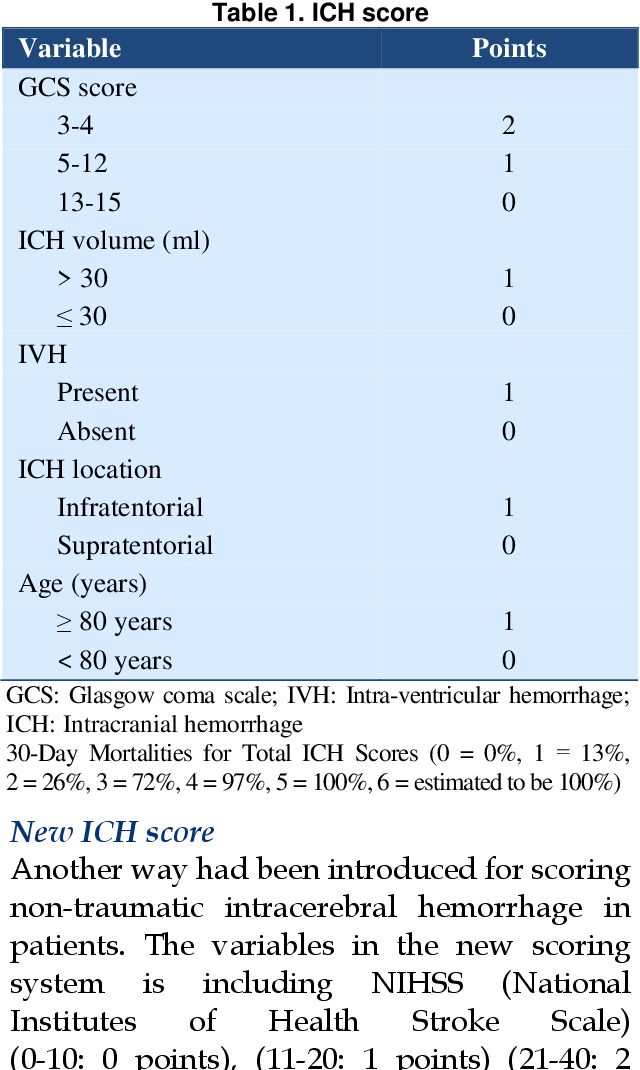 Table 1. ICH score
Variable Points
GCS score
3-4 2
5-12 1
13-15 0
ICH volume (ml)
> 30 1
≤ 30 0
IVH
Present 1
Absent 0
ICH location
Infratentorial 1
Supratentorial 0
Age (years)
≥ 80 years 1
< 80 years 0
GCS: Glasgow coma scale; IVH: Intra-ventricular hemorrhage;
ICH: Intracranial hemorrhage
30-Day Mortalities for Total ICH Scores (0 = 0%, 1 = 13%,
2 = 26%, 3 = 72%, 4 = 97%, 5 = 100%, 6 = estimated to be 100%)
New ICH score
Another way had been introduced for scoring
non-traumatic intracerebral hemorrhage in
patients. The variables in the new scoring
system is including NIHSS (National
Institutes of Health Stroke Scale)
(0-10: 0 points), (11-20: 1 points) (21-40: 2